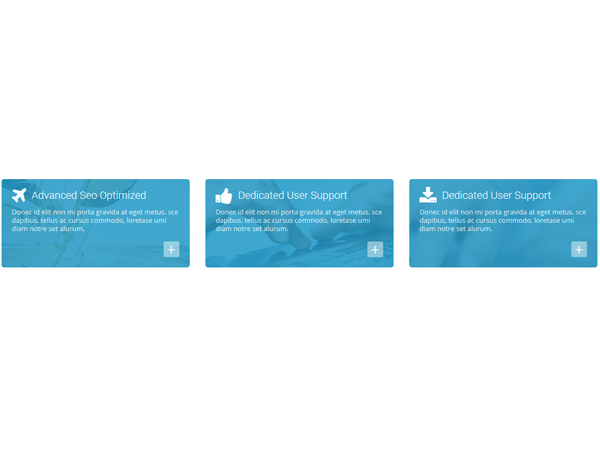 Advanced Seo Optimized
Donec id elit non mi porta gravida at eget metus. sce
dapibus, tellus ac cursus commodo, loretase umi
diam notre set alurum.
Dedicated User Support
Donec id elit non mi porta gravida at eget metus. sce
dapibus, tellus ac cursus commodo, loretase umi
diam notre set alurum.
Dedicated User Support
Donec id elit non mi porta gravida at eget metus. sce
dapibus, tellus ac cursus commodo, loretase umi
diam notre set alurum.